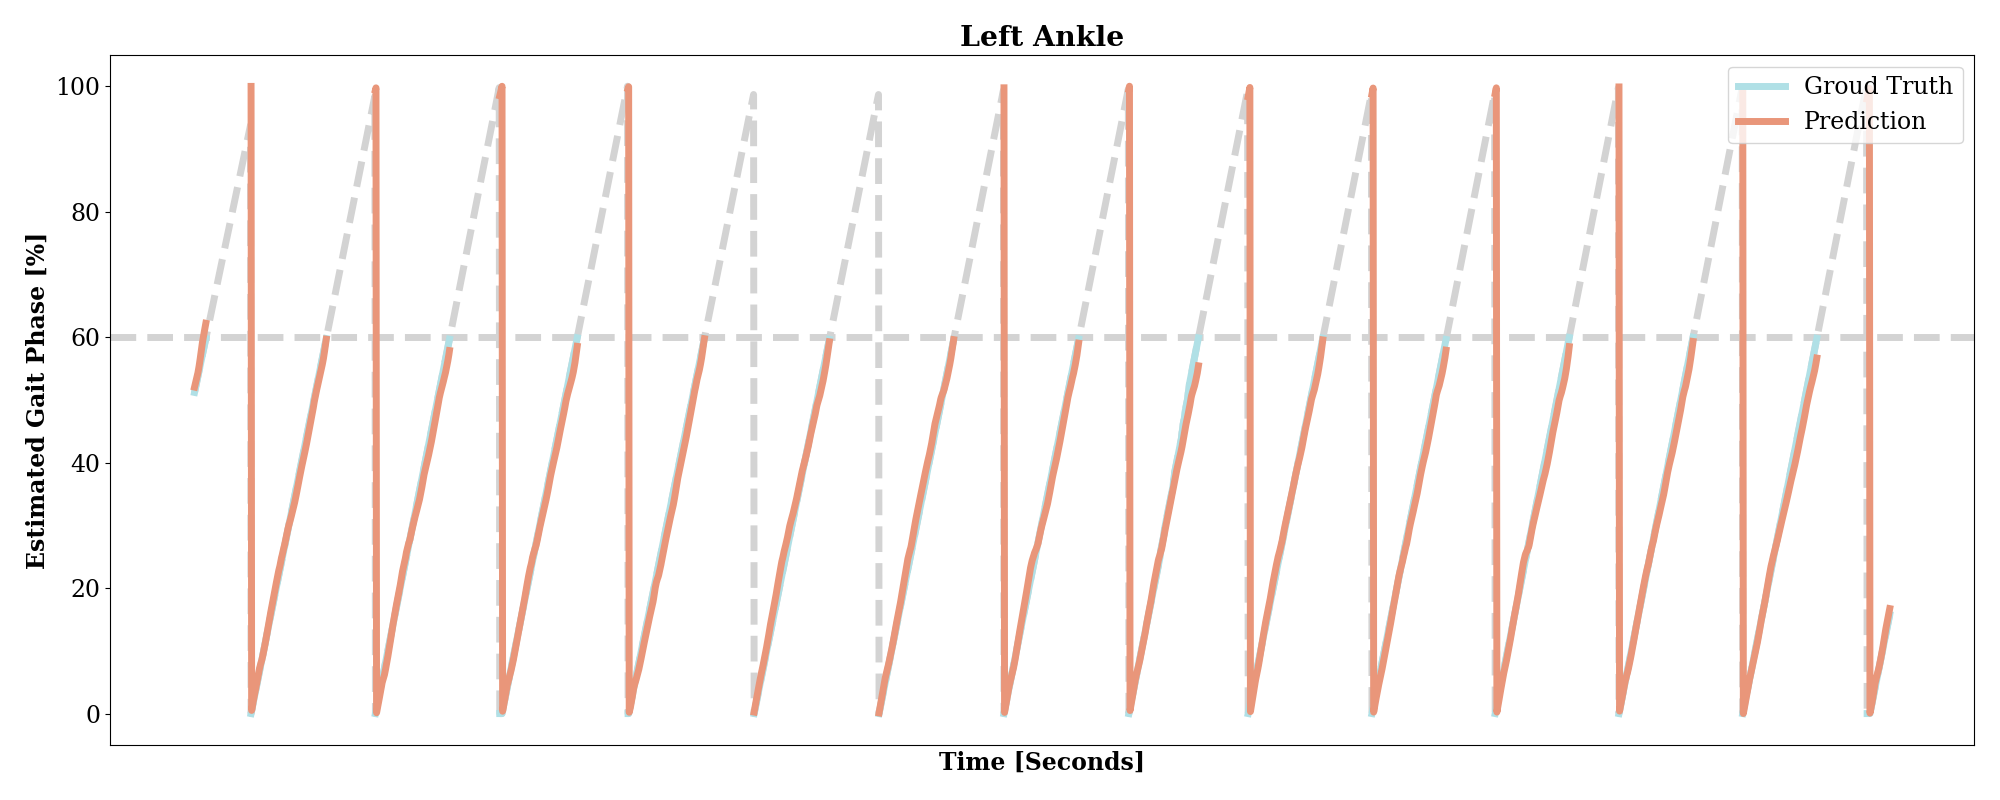 Left Ankle
Groud Truth
Prediction
100
80
60
40
20
0
Estimated Gait Phase [%]
Time [Seconds]